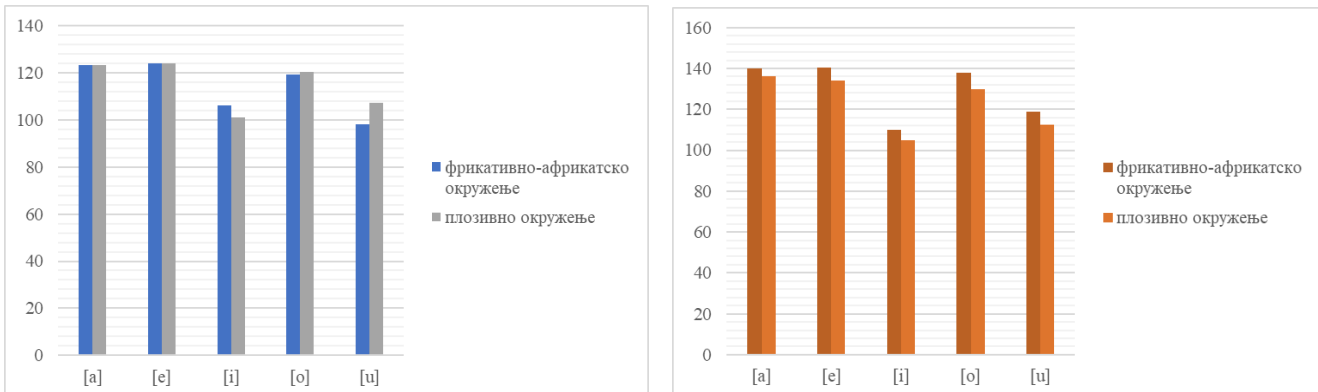 140
120
100
80
60
40
20
0
[a] [e] [i] [o] [u]
фрикативно-африкатско
окружење
плозивно окружење
160
140
120
100
80
60
40
20
0
[a] [e] [i] [o] [u]
фрикативно-африкатско
окружење
плозивно окружење